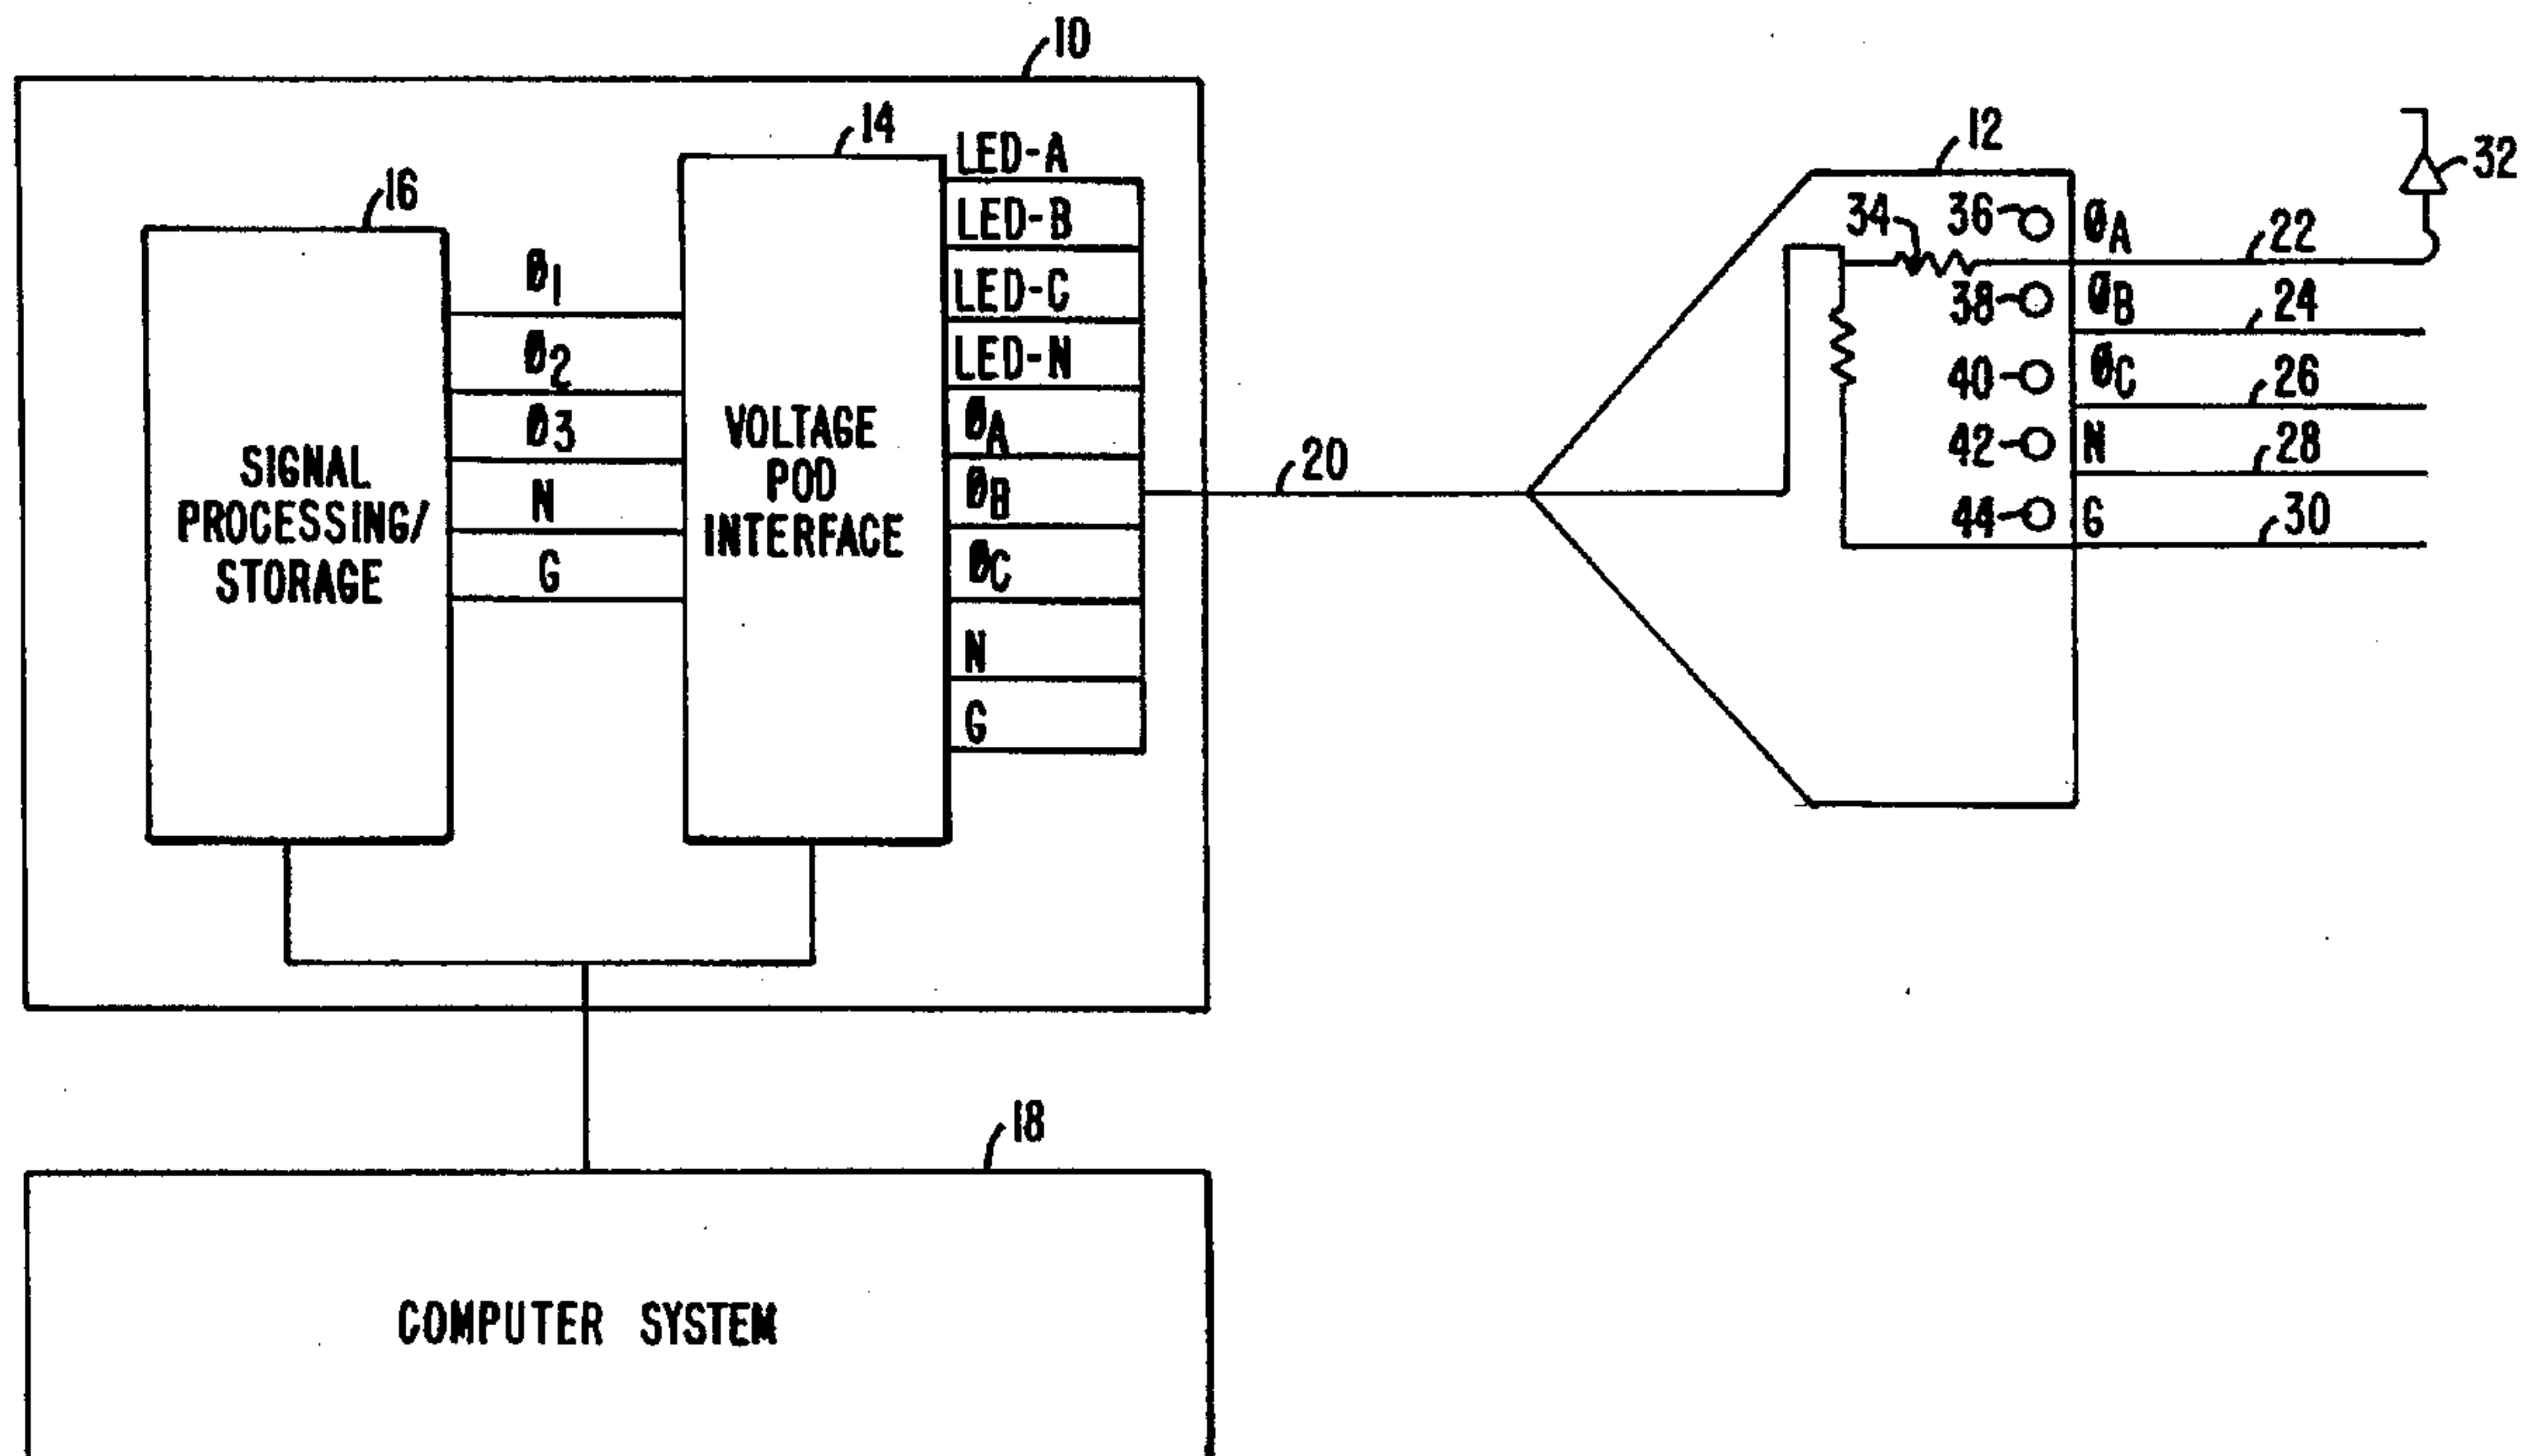 10
14
16
SIGNAL
PROCESSING/
STORAGE
Ø1
Ø2
Ø3
N
G
VOLTAGE
POD
INTERFACE
LED-A
LED-B
LED-C
LED-N
ØA
ØB
ØC
N
G
20
12
32
34
36
ØA
22
38
ØB
24
40
ØC
26
42
N
28
44
G
30
18
COMPUTER SYSTEM